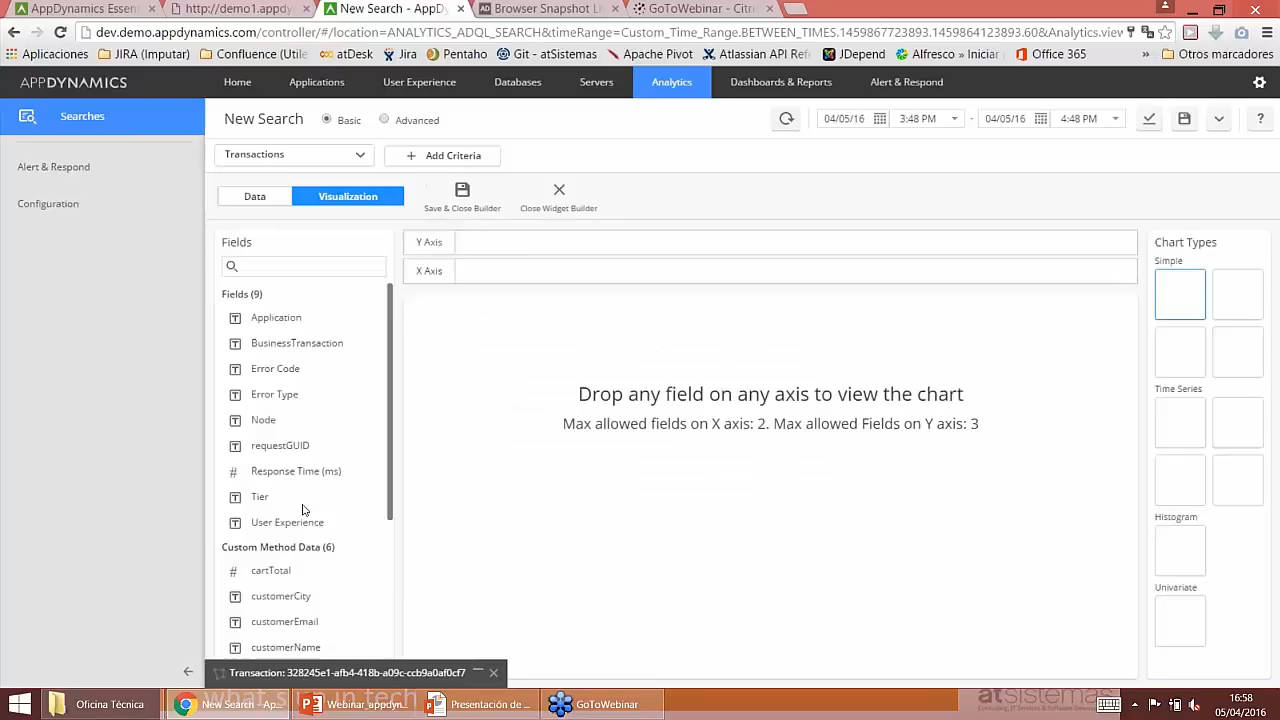 AppDynamics Essent
http://demo1.appdy
New Search - AppD
Browser Snapshot L
GoToWebinar – Citr
dev.demo.appdynamics.com/controller/#/location=ANALYTICS_ADQL_SEARCH&timeRange=Custom_Time_Range.BETWEEN_TIMES.1459867723893.1459864123893.60&Analytics.view
Aplicaciones JIRA (Imputar) Confluence (Utile atDesk Jira Pentaho Git - atSistemas Apache Pivot Atlassian API Refe JDepend Alfresco » Iniciar Office 365 » Otros marcadores
APPDYNAMICS Home Applications User Experience Databases Servers Analytics Dashboards & Reports Alert & Respond
Searches
Alert & Respond
Configuration
New Search Basic Advanced 04/05/16 3:48 PM - 04/05/16 4:48 PM ?
Transactions + Add Criteria
Data Visualization Save & Close Builder Close Widget Builder
Fields
Fields (9)
T Application
T BusinessTransaction
T Error Code
T Error Type
T Node
T requestGUID
# Response Time (ms)
T Tier
T User Experience
Custom Method Data (6)
# cartTotal
T customerCity
T customerEmail
T customerName
Y Axis
X Axis
Drop any field on any axis to view the chart
Max allowed fields on X axis: 2. Max allowed Fields on Y axis: 3
Chart Types
Simple
Time Series
Histogram
Univariate
Transaction: 328245e1-afb4-418b-a09c-ccb9a0af0cf7
Oficina Técnica New Search - Ap... Webinar_appdyn... Presentación de ... GoToWebinar
atsistemas
16:58
05/04/2016